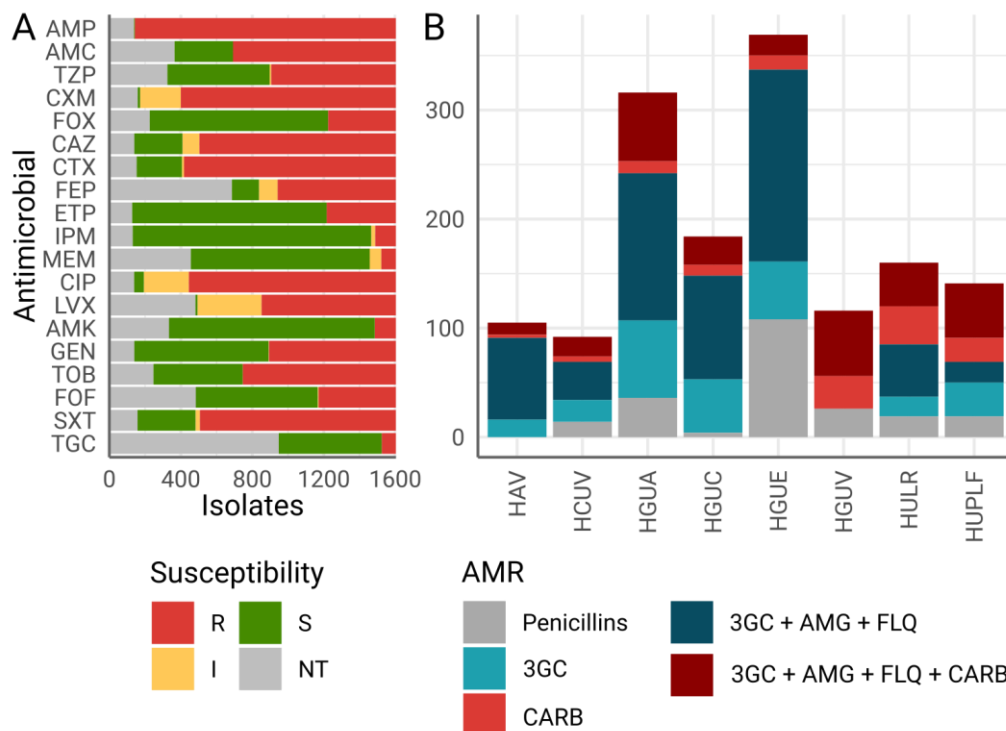 A
AMP
AMC
TZP
CXM
FOX
CAZ
CTX
FEP
ETP
IPM
MEM
CIP
LVX
AMK
GEN
TOB
FOF
SXT
TGC
Antimicrobial
0 400 1200 1600
Isolates
B
300
200
100
0
HAV HCUV HGUA HGUC HGUE HGUV HULR HUPLF
Susceptibility
R S
I NT
AMR
Penicillins
3GC
CARB
3GC + AMG + FLQ
3GC + AMG + FLQ + CARB